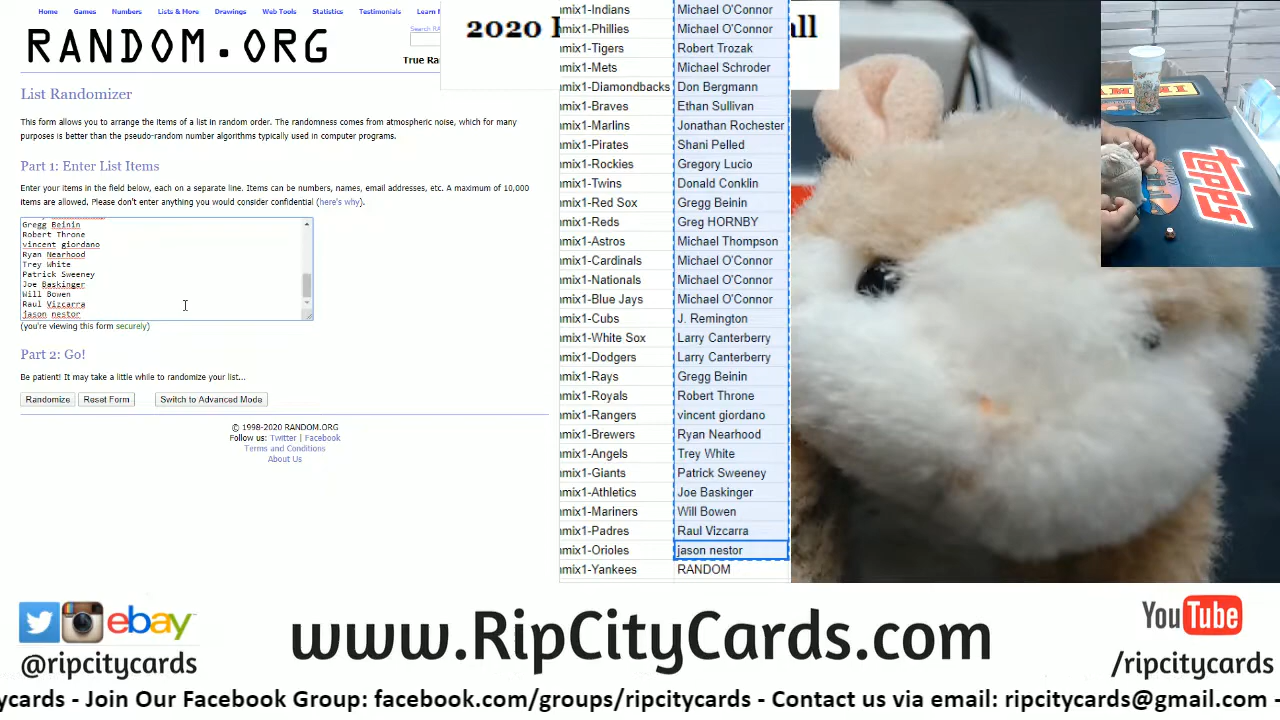 Home Games Numbers Lists & More Drawings Web Tools Statistics Testimonials Learn
RANDOM.ORG
True Ra
List Randomizer
This form allows you to arrange the items of a list in random order. The randomness comes from atmospheric noise, which for many
purposes is better than the pseudo-random number algorithms typically used in computer programs.
Part 1: Enter List Items
Enter your items in the field below, each on a separate line. Items can be numbers, names, email addresses, etc. A maximum of 10,000
items are allowed. Please don't enter anything you would consider confidential (here's why).
Gregg Beinin
Robert Throne
vincent giordano
Ryan Nearhood
Trey White
Patrick Sweeney
Joe Baskinger
Will Bowen
Raul Vizcarra
jason nestor
(you're viewing this form securely)
Part 2: Go!
Be patient! It may take a little while to randomize your list...
Randomize Reset Form Switch to Advanced Mode
© 1998-2020 RANDOM.ORG
Follow us: Twitter | Facebook
Terms and Conditions
About Us
2020
all
mix1-Indians Michael O'Connor
mix1-Phillies Michael O'Connor
mix1-Tigers Robert Trozak
mix1-Mets Michael Schroder
mix1-Diamondbacks Don Bergmann
mix1-Braves Ethan Sullivan
mix1-Marlins Jonathan Rochester
mix1-Pirates Shani Pelled
mix1-Rockies Gregory Lucio
mix1-Twins Donald Conklin
mix1-Red Sox Gregg Beinin
mix1-Reds Greg HORNBY
mix1-Astros Michael Thompson
mix1-Cardinals Michael O'Connor
mix1-Nationals Michael O'Connor
mix1-Blue Jays Michael O'Connor
mix1-Cubs J. Remington
mix1-White Sox Larry Canterberry
mix1-Dodgers Larry Canterberry
mix1-Rays Gregg Beinin
mix1-Royals Robert Throne
mix1-Rangers vincent giordano
mix1-Brewers Ryan Nearhood
mix1-Angels Trey White
mix1-Giants Patrick Sweeney
mix1-Athletics Joe Baskinger
mix1-Mariners Will Bowen
mix1-Padres Raul Vizcarra
mix1-Orioles jason nestor
mix1-Yankees RANDOM
topps
ebay
@ripcitycards
www.RipCityCards.com
YouTube
/ripcitycards
ycards - Join Our Facebook Group: facebook.com/groups/ripcitycards - Contact us via email: ripcitycards@gmail.com -